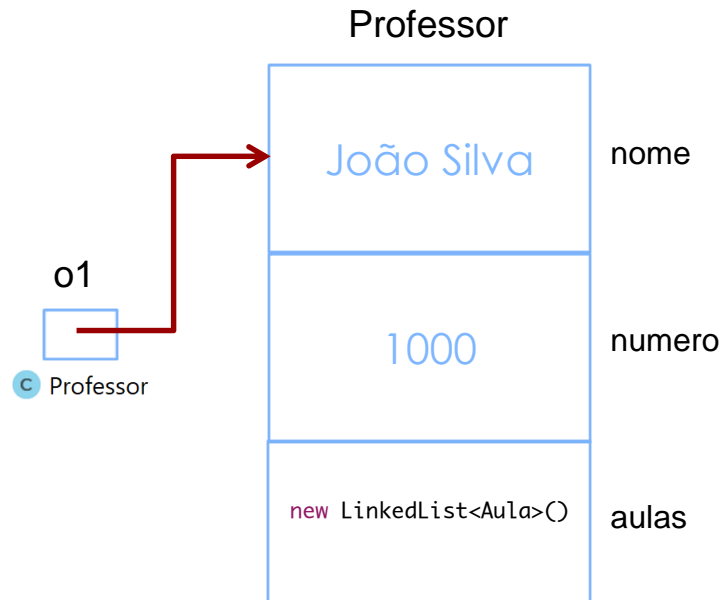 Professor
João Silva
nome
o1
1000
numero
C Professor
new LinkedList<Aula>()
aulas